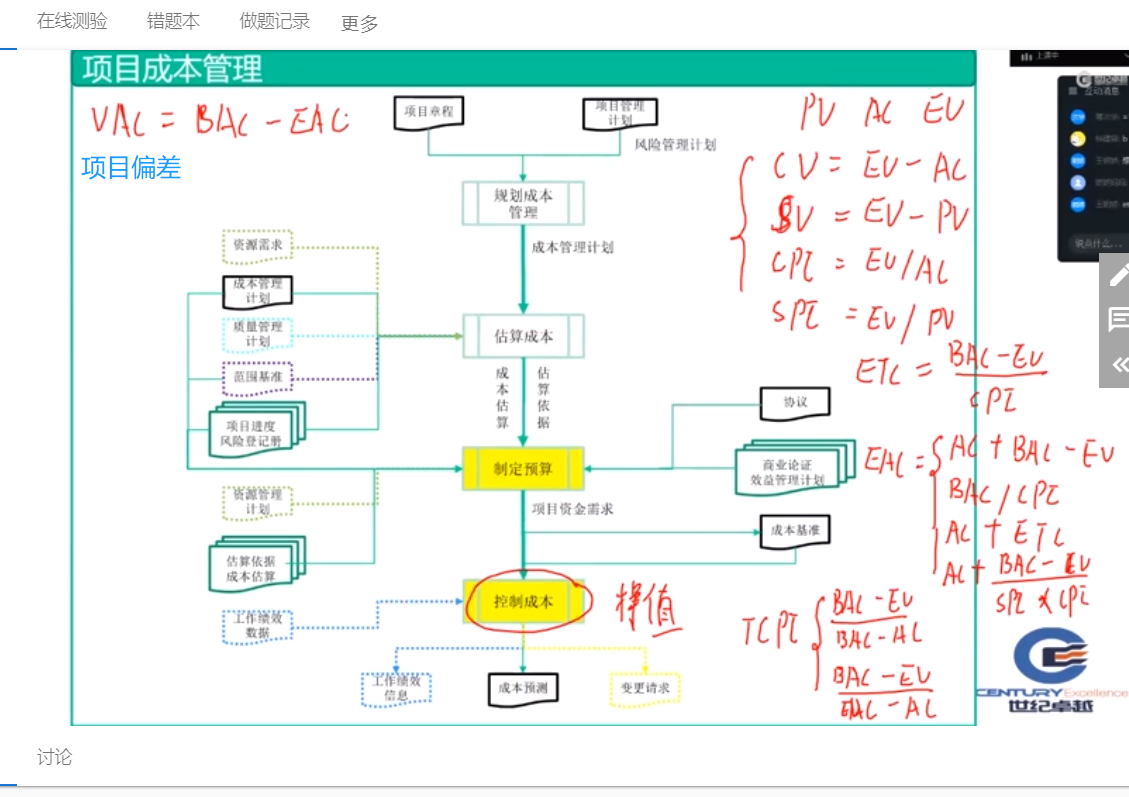 在线测验 错题本 做题记录 更多
项目成本管理
上课中
互动消息
说点什么...
VAC = BAC - EAC
项目偏差
项目章程
项目管理
计划
风险管理计划
PV AC EV
CV = EV - AC
SV = EV - PV
CPI = EV/AC
SPI = EV/PV
ETC = BAC-EV
CPI
EAC = AC + BAC - EV
BAC/CPI
AC + ETC
AC + BAC - EV
SPI × CPI
TCPI BAC - EV
BAC - AC
BAC - EV
EAC - AC
规划成本
管理
成本管理计划
资源需求
成本管理
计划
质量管理
计划
范围基准
项目进度
风险登记册
估算成本
成本估算
估算依据
协议
制定预算
商业论证
效益管理计划
资源管理
计划
项目资金需求
成本基准
估算依据
成本估算
控制成本
工作绩效
数据
工作绩效
信息
成本预测
变更请求
CENTURY Excellence
世纪卓越
讨论